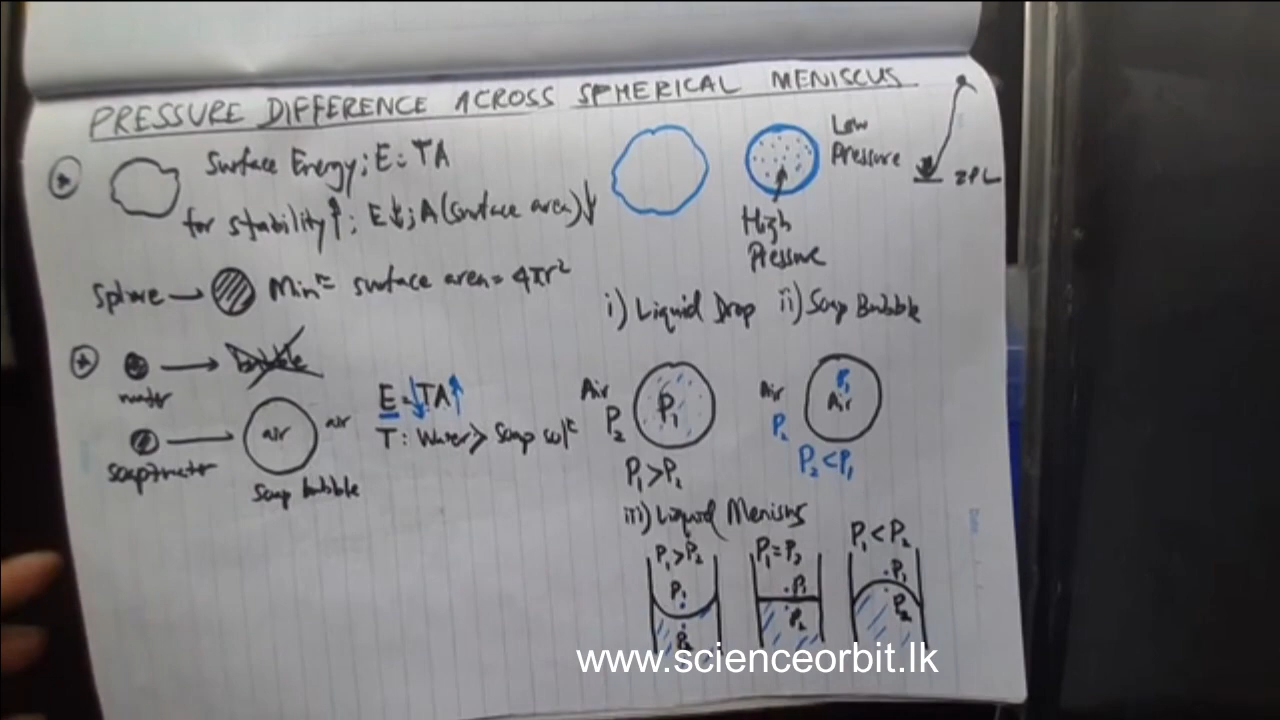 PRESSURE DIFFERENCE ACROSS SPHERICAL MENISCUS
Surface Energy; E = TA
for stability↑; E↓; A (surface area)↓
Sphere → Min^m surface area = 4πr²
water → bubble
soap+water →
air
air
Soap bubble
E = ↓TA↑
T: Water > Soap sol^n
Low
Pressure
High
Pressure
i) Liquid Drop ii) Soap Bubble
Air
P₂
P₁
P₁>P₂
Air
P₂
P₁
Air
P₂<P₁
iii) Liquid Menisus
P₁>P₂
P₁
P₂
P₁=P₂
P₁
P₂
P₁<P₂
P₁
P₂
www.scienceorbit.lk